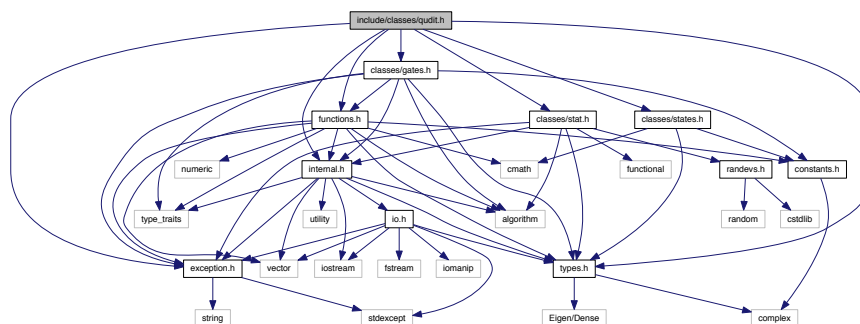 include/classes/qudit.h
classes/gates.h
functions.h
classes/stat.h
classes/states.h
numeric
internal.h
cmath
functional
randevs.h
constants.h
type_traits
utility
io.h
algorithm
random
cstdlib
exception.h
vector
iostream
fstream
iomanip
types.h
string
stdexcept
Eigen/Dense
complex